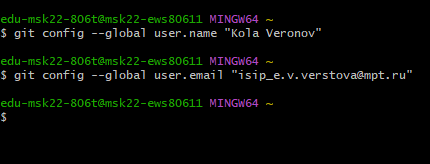 edu-msk22-806t@msk22-ews80611 MINGW64 ~
$ git config --global user.name "Kola Veronov"
edu-msk22-806t@msk22-ews80611 MINGW64 ~
$ git config --global user.email "isip_e.v.verstova@mpt.ru"
edu-msk22-806t@msk22-ews80611 MINGW64 ~
$